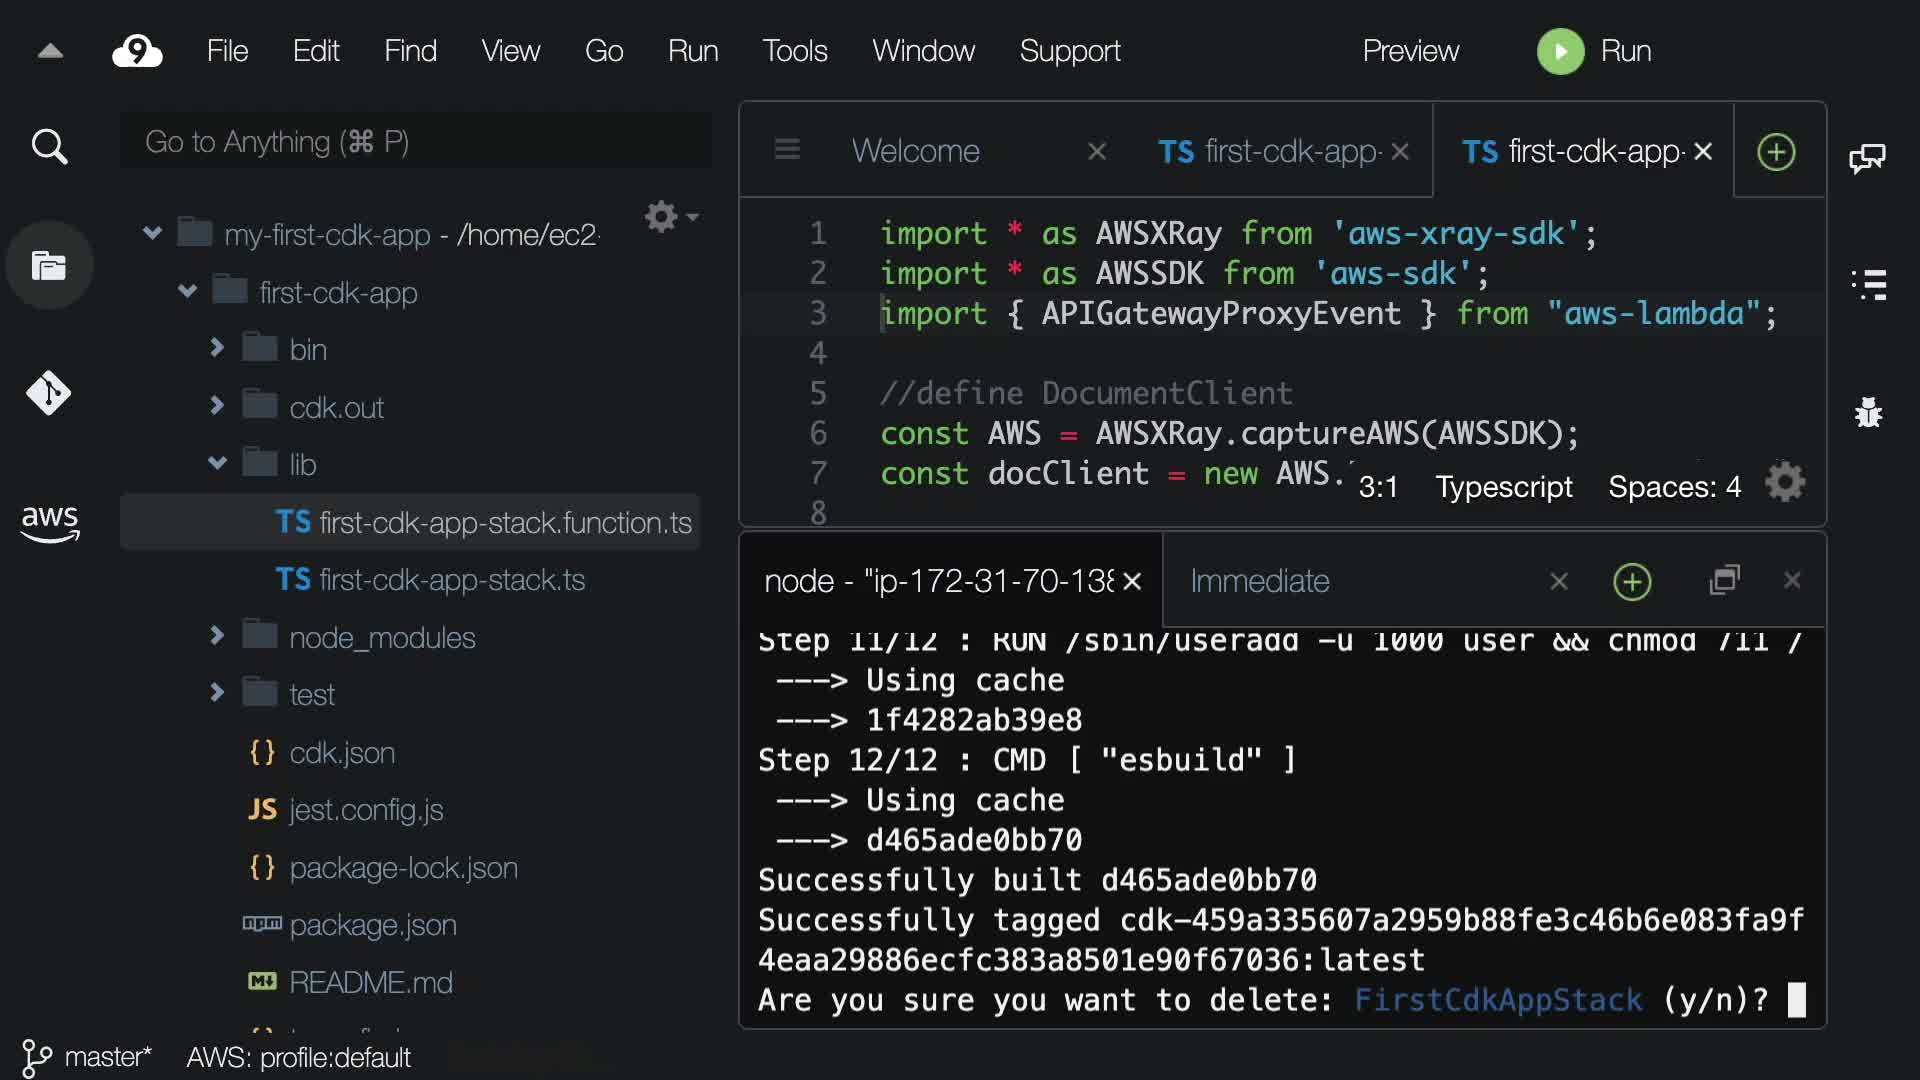 9 File Edit Find View Go Run Tools Window Support Preview Run
Go to Anything (⌘ P)
my-first-cdk-app - /home/ec2-
first-cdk-app
bin
cdk.out
lib
TS first-cdk-app-stack.function.ts
TS first-cdk-app-stack.ts
node_modules
test
{} cdk.json
JS jest.config.js
{} package-lock.json
package.json
README.md
aws
Welcome × TS first-cdk-app- × TS first-cdk-app- ×
1 import * as AWSXRay from 'aws-xray-sdk';
2 import * as AWSSDK from 'aws-sdk';
3 import { APIGatewayProxyEvent } from "aws-lambda";
4
5 //define DocumentClient
6 const AWS = AWSXRay.captureAWS(AWSSDK);
7 const docClient = new AWS.
8
3:1 Typescript Spaces: 4
node - "ip-172-31-70-138 × Immediate ×
Step 11/12 : RUN /sbin/useradd -u 1000 user && chmod 711 /
---> Using cache
---> 1f4282ab39e8
Step 12/12 : CMD [ "esbuild" ]
---> Using cache
---> d465ade0bb70
Successfully built d465ade0bb70
Successfully tagged cdk-459a335607a2959b88fe3c46b6e083fa9f
4eaa29886ecfc383a8501e90f67036:latest
Are you sure you want to delete: FirstCdkAppStack (y/n)?
master* AWS: profile:default